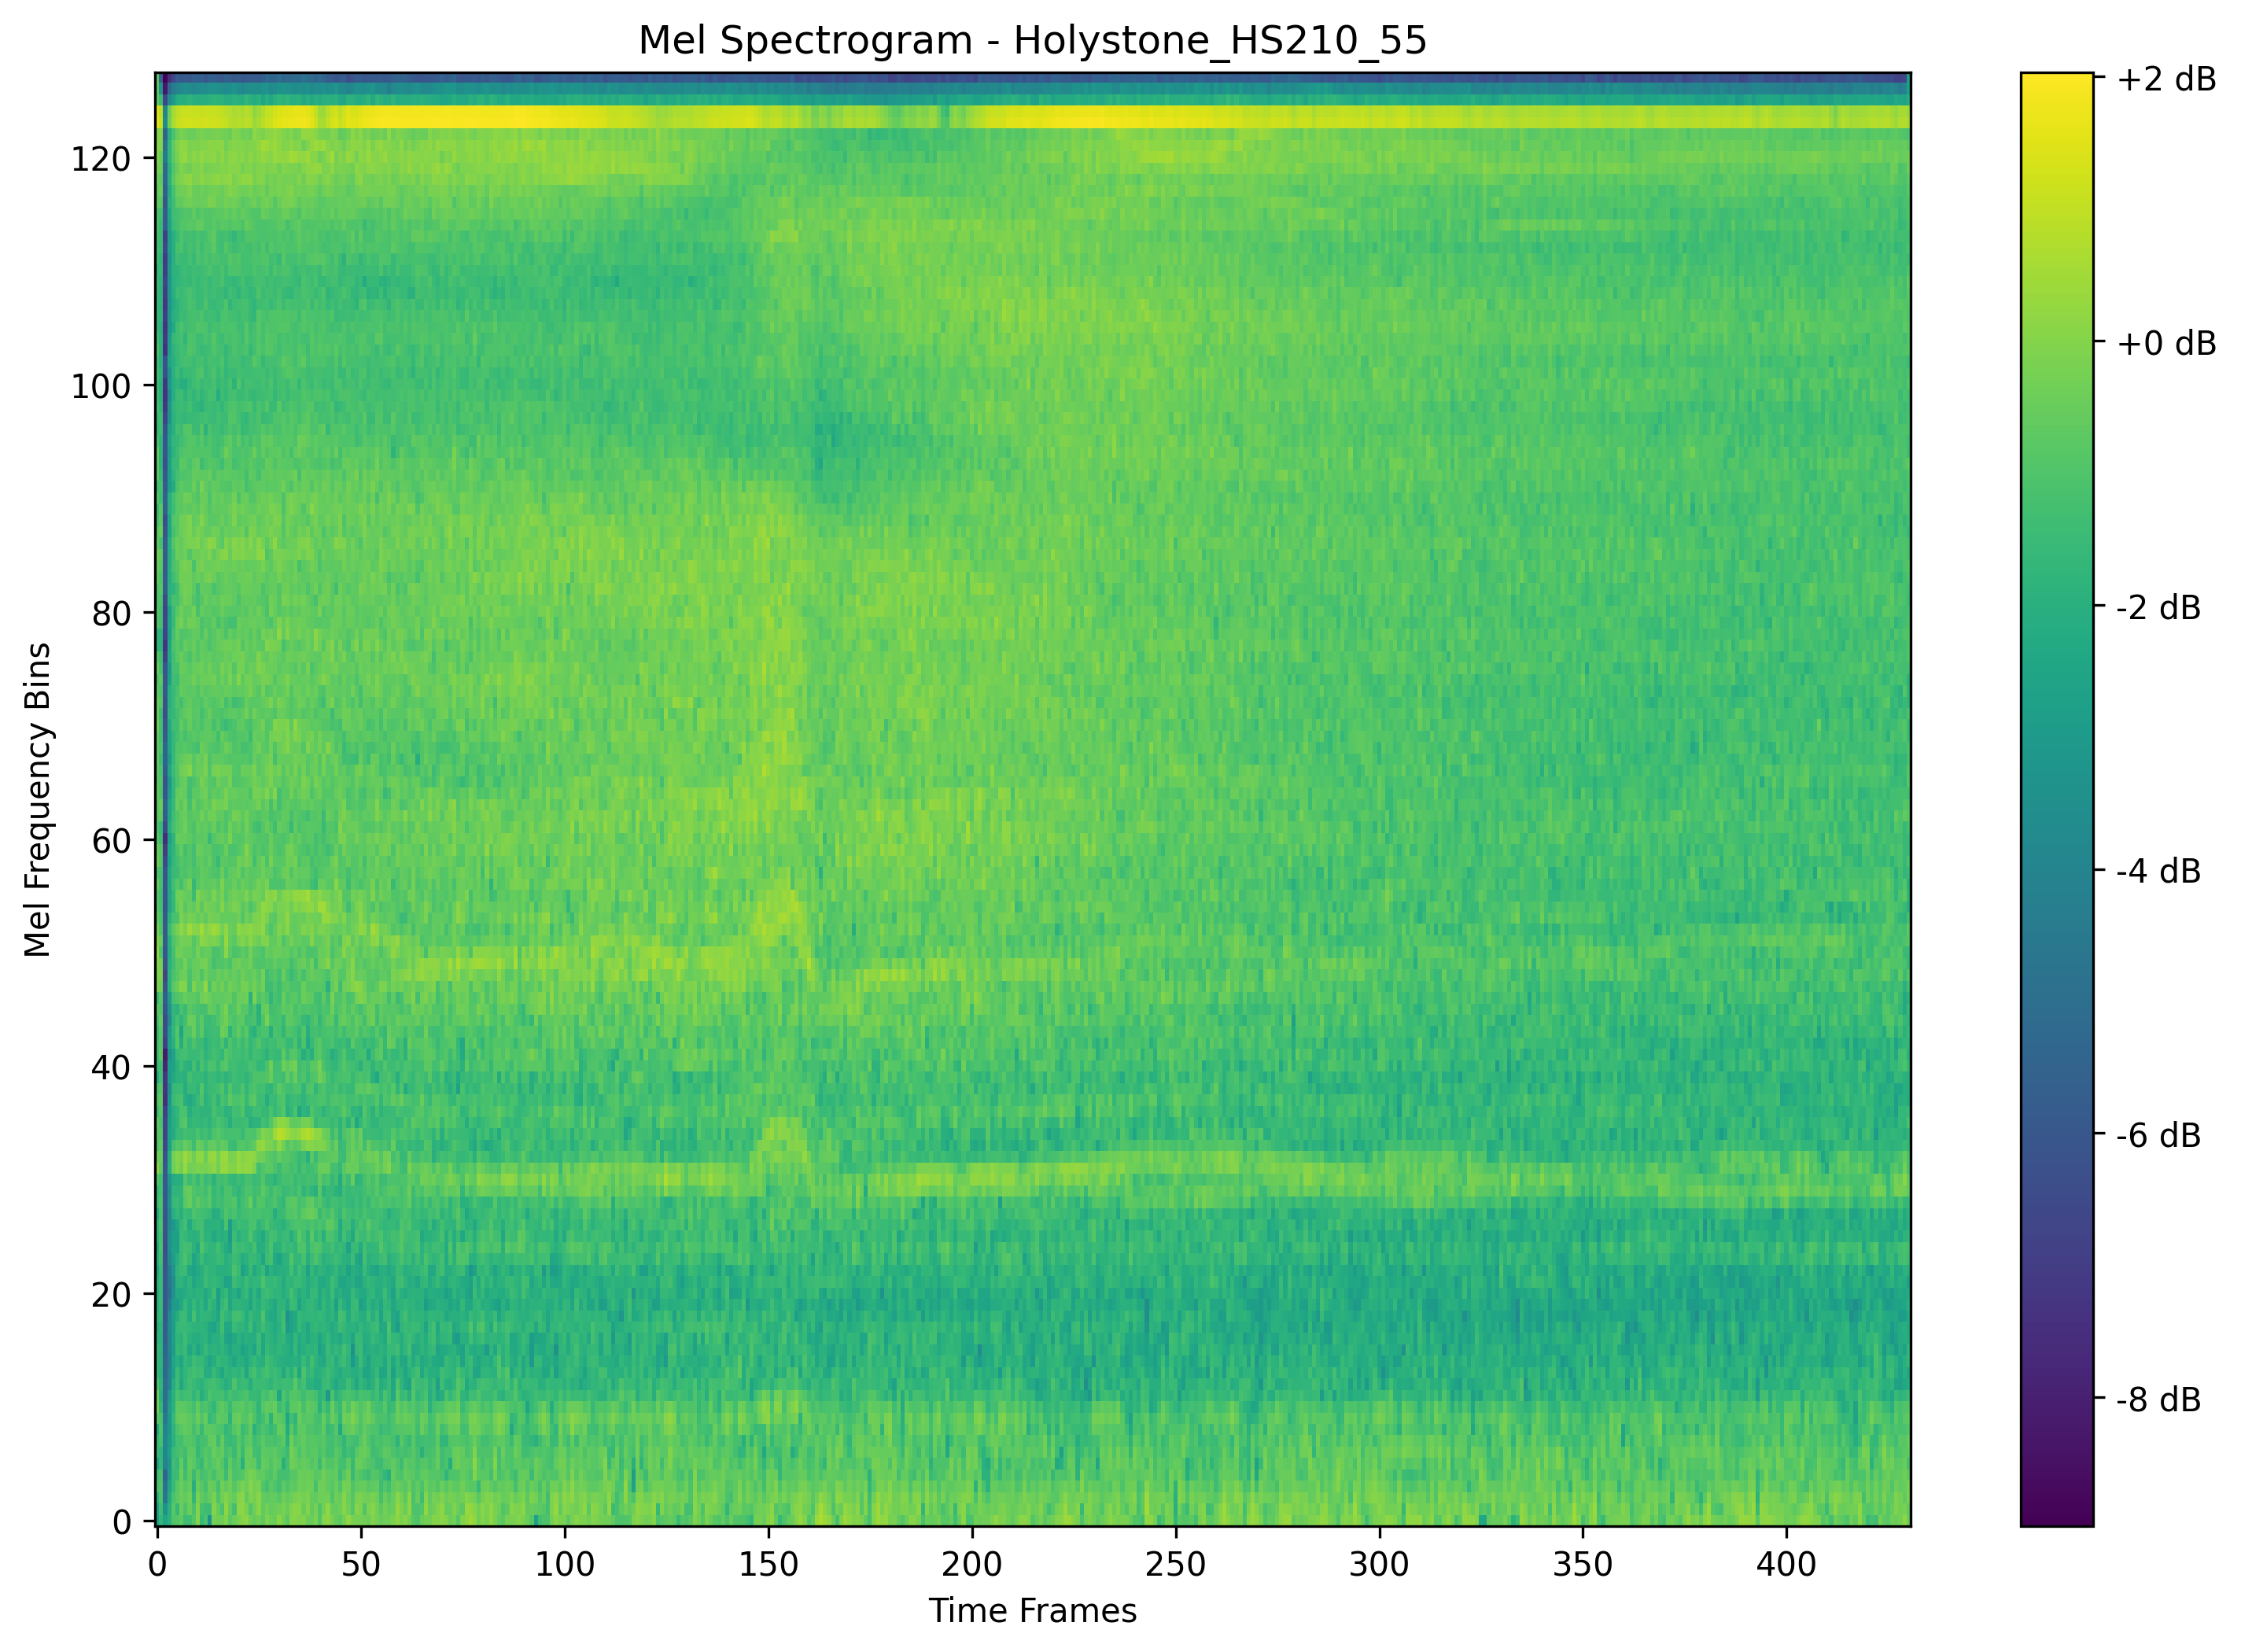 Mel Spectrogram - Holystone_HS210_55
Mel Frequency Bins
120
100
80
60
40
20
0
0 50 100 150 200 250 300 350 400
Time Frames
+2 dB
+0 dB
-2 dB
-4 dB
-6 dB
-8 dB